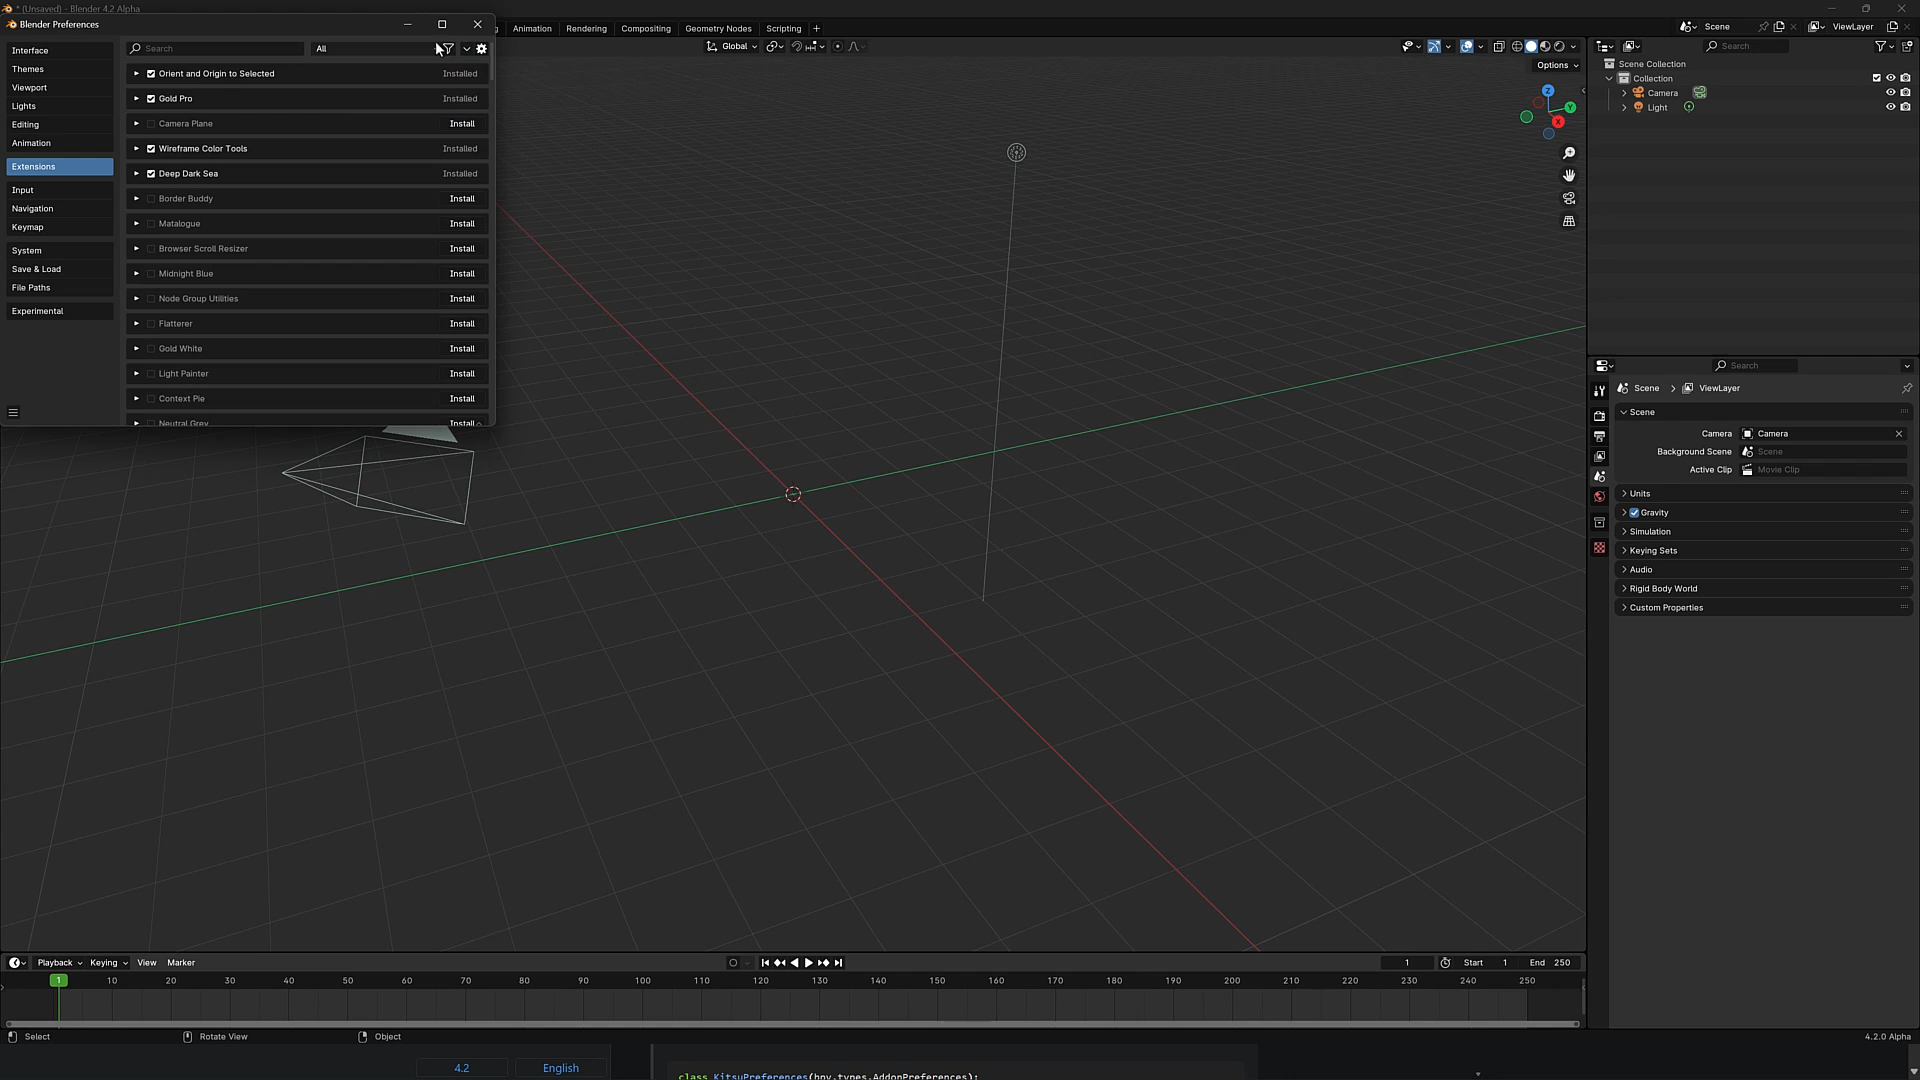 * (Unsaved) - Blender 4.2 Alpha
Blender Preferences
Animation
Rendering
Compositing
Geometry Nodes
Scripting
Scene
ViewLayer
Interface
Themes
Viewport
Lights
Editing
Animation
Extensions
Input
Navigation
Keymap
System
Save & Load
File Paths
Experimental
Search
All
Orient and Origin to Selected Installed
Gold Pro Installed
Camera Plane Install
Wireframe Color Tools Installed
Deep Dark Sea Installed
Border Buddy Install
Matalogue Install
Browser Scroll Resizer Install
Midnight Blue Install
Node Group Utilities Install
Flatterer Install
Gold White Install
Light Painter Install
Context Pie Install
Neutral Grey Install
Global
Options
Z
Y
X
Search
Scene Collection
Collection
Camera
Light
Search
Scene > ViewLayer
Scene
Camera Camera
Background Scene Scene
Active Clip Movie Clip
Units
Gravity
Simulation
Keying Sets
Audio
Rigid Body World
Custom Properties
Playback
Keying
View
Marker
1
Start 1
End 250
1 10 20 30 40 50 60 70 80 90 100 110 120 130 140 150 160 170 180 190 200 210 220 230 240 250
Select
Rotate View
Object
4.2.0 Alpha
4.2
English
class KitsuPreferences(bpy.types.AddonPreferences):